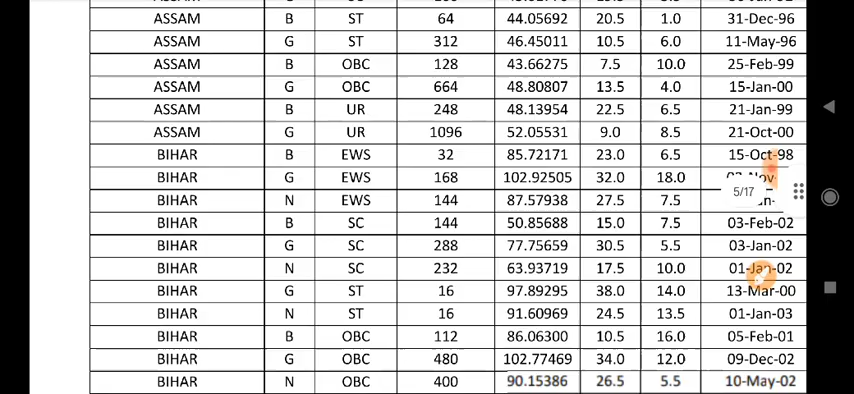 ASSAM B ST 64 44.05692 20.5 1.0 31-Dec-96
ASSAM G ST 312 46.45011 10.5 6.0 11-May-96
ASSAM B OBC 128 43.66275 7.5 10.0 25-Feb-99
ASSAM G OBC 664 48.80807 13.5 4.0 15-Jan-00
ASSAM B UR 248 48.13954 22.5 6.5 21-Jan-99
ASSAM G UR 1096 52.05531 9.0 8.5 21-Oct-00
BIHAR B EWS 32 85.72171 23.0 6.5 15-Oct-98
BIHAR G EWS 168 102.92505 32.0 18.0
5/17
BIHAR N EWS 144 87.57938 27.5 7.5
BIHAR B SC 144 50.85688 15.0 7.5 03-Feb-02
BIHAR G SC 288 77.75659 30.5 5.5 03-Jan-02
BIHAR N SC 232 63.93719 17.5 10.0 01-Jan-02
BIHAR G ST 16 97.89295 38.0 14.0 13-Mar-00
BIHAR N ST 16 91.60969 24.5 13.5 01-Jan-03
BIHAR B OBC 112 86.06300 10.5 16.0 05-Feb-01
BIHAR G OBC 480 102.77469 34.0 12.0 09-Dec-02
BIHAR N OBC 400 90.15386 26.5 5.5 10-May-02